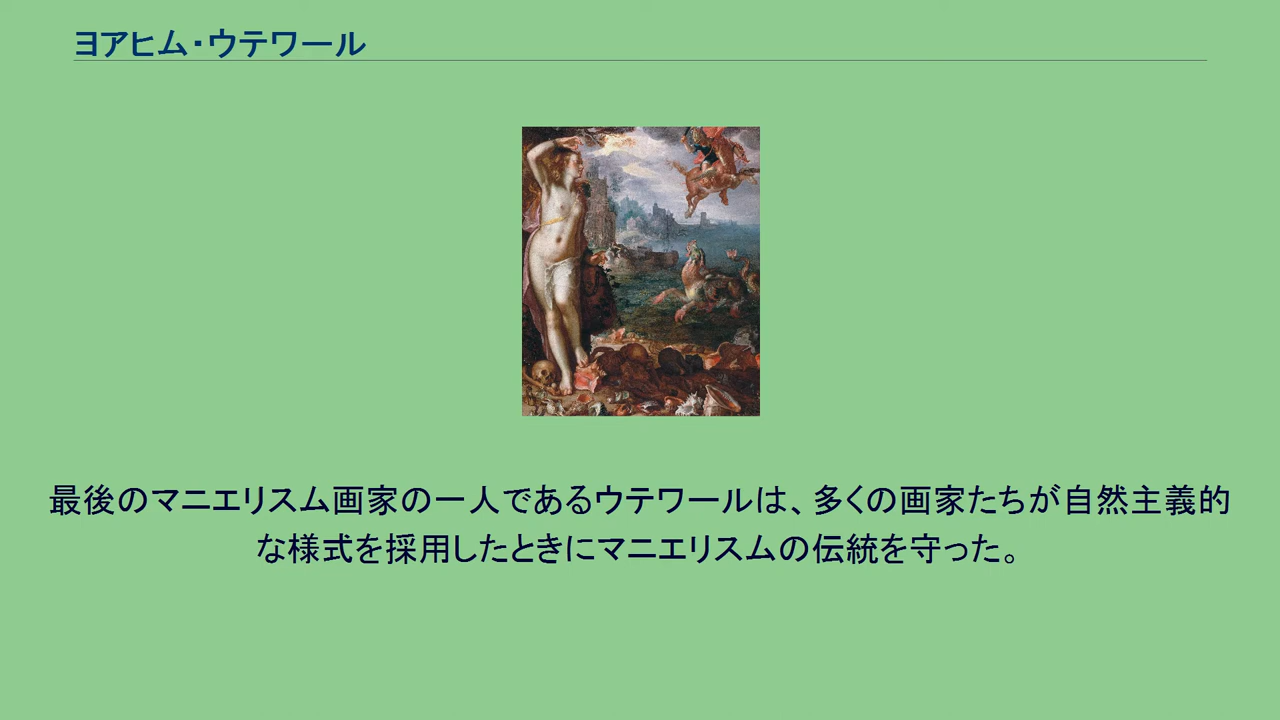 ヨアヒム・ウテワール
最後のマニエリスム画家の一人であるウテワールは、多くの画家たちが自然主義的
な様式を採用したときにマニエリスムの伝統を守った。